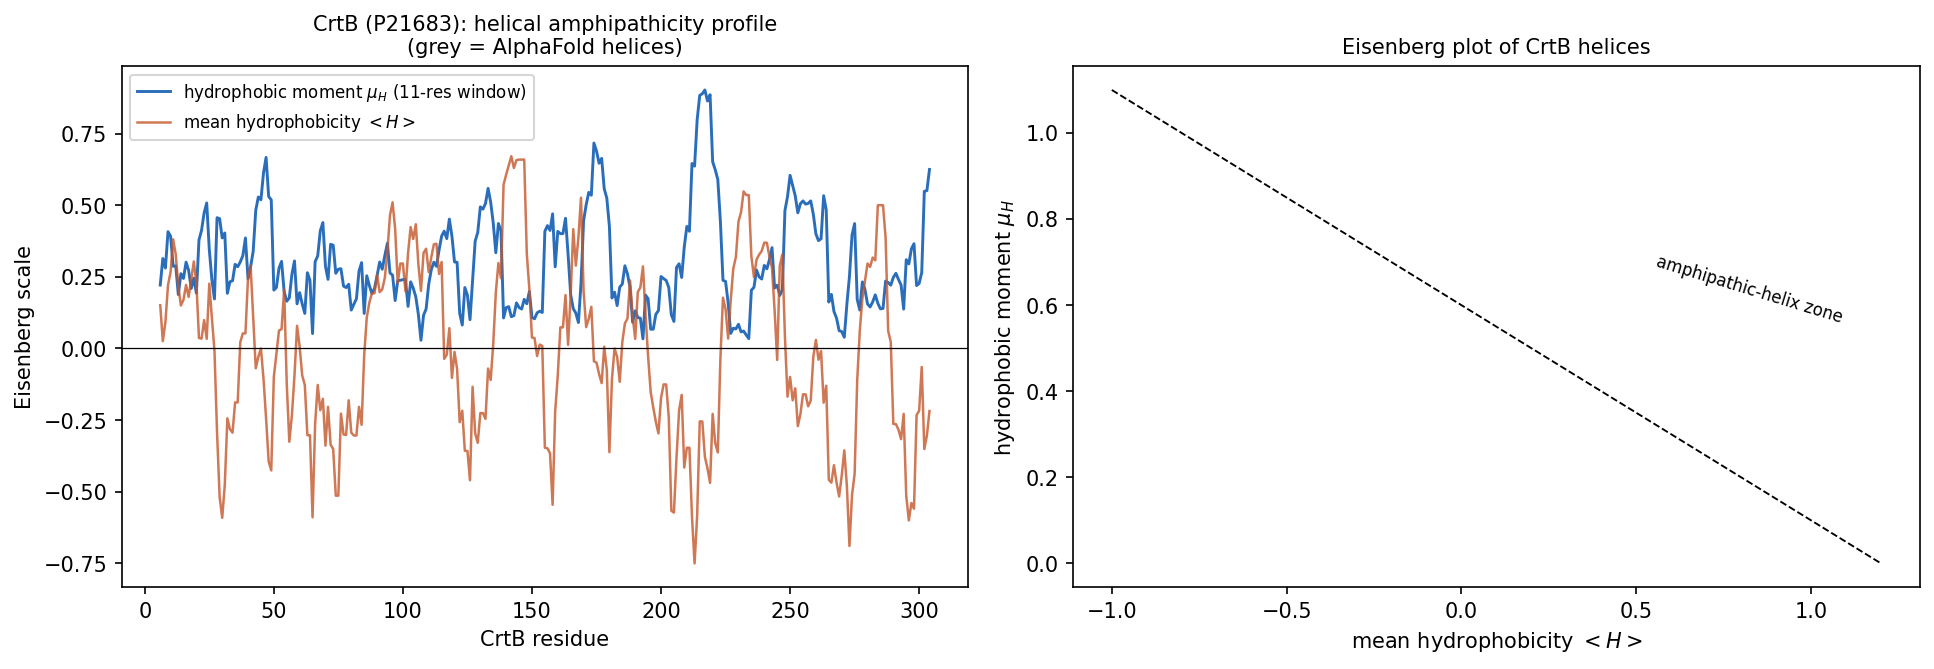 CrtB (P21683): helical amphipathicity profile
(grey = AlphaFold helices)
hydrophobic moment μ_H (11-res window)
mean hydrophobicity <H>
Eisenberg scale
0.75
0.50
0.25
0.00
−0.25
−0.50
−0.75
0 50 100 150 200 250 300
CrtB residue
Eisenberg plot of CrtB helices
amphipathic-helix zone
hydrophobic moment μ_H
1.0
0.8
0.6
0.4
0.2
0.0
−1.0 −0.5 0.0 0.5 1.0
mean hydrophobicity <H>